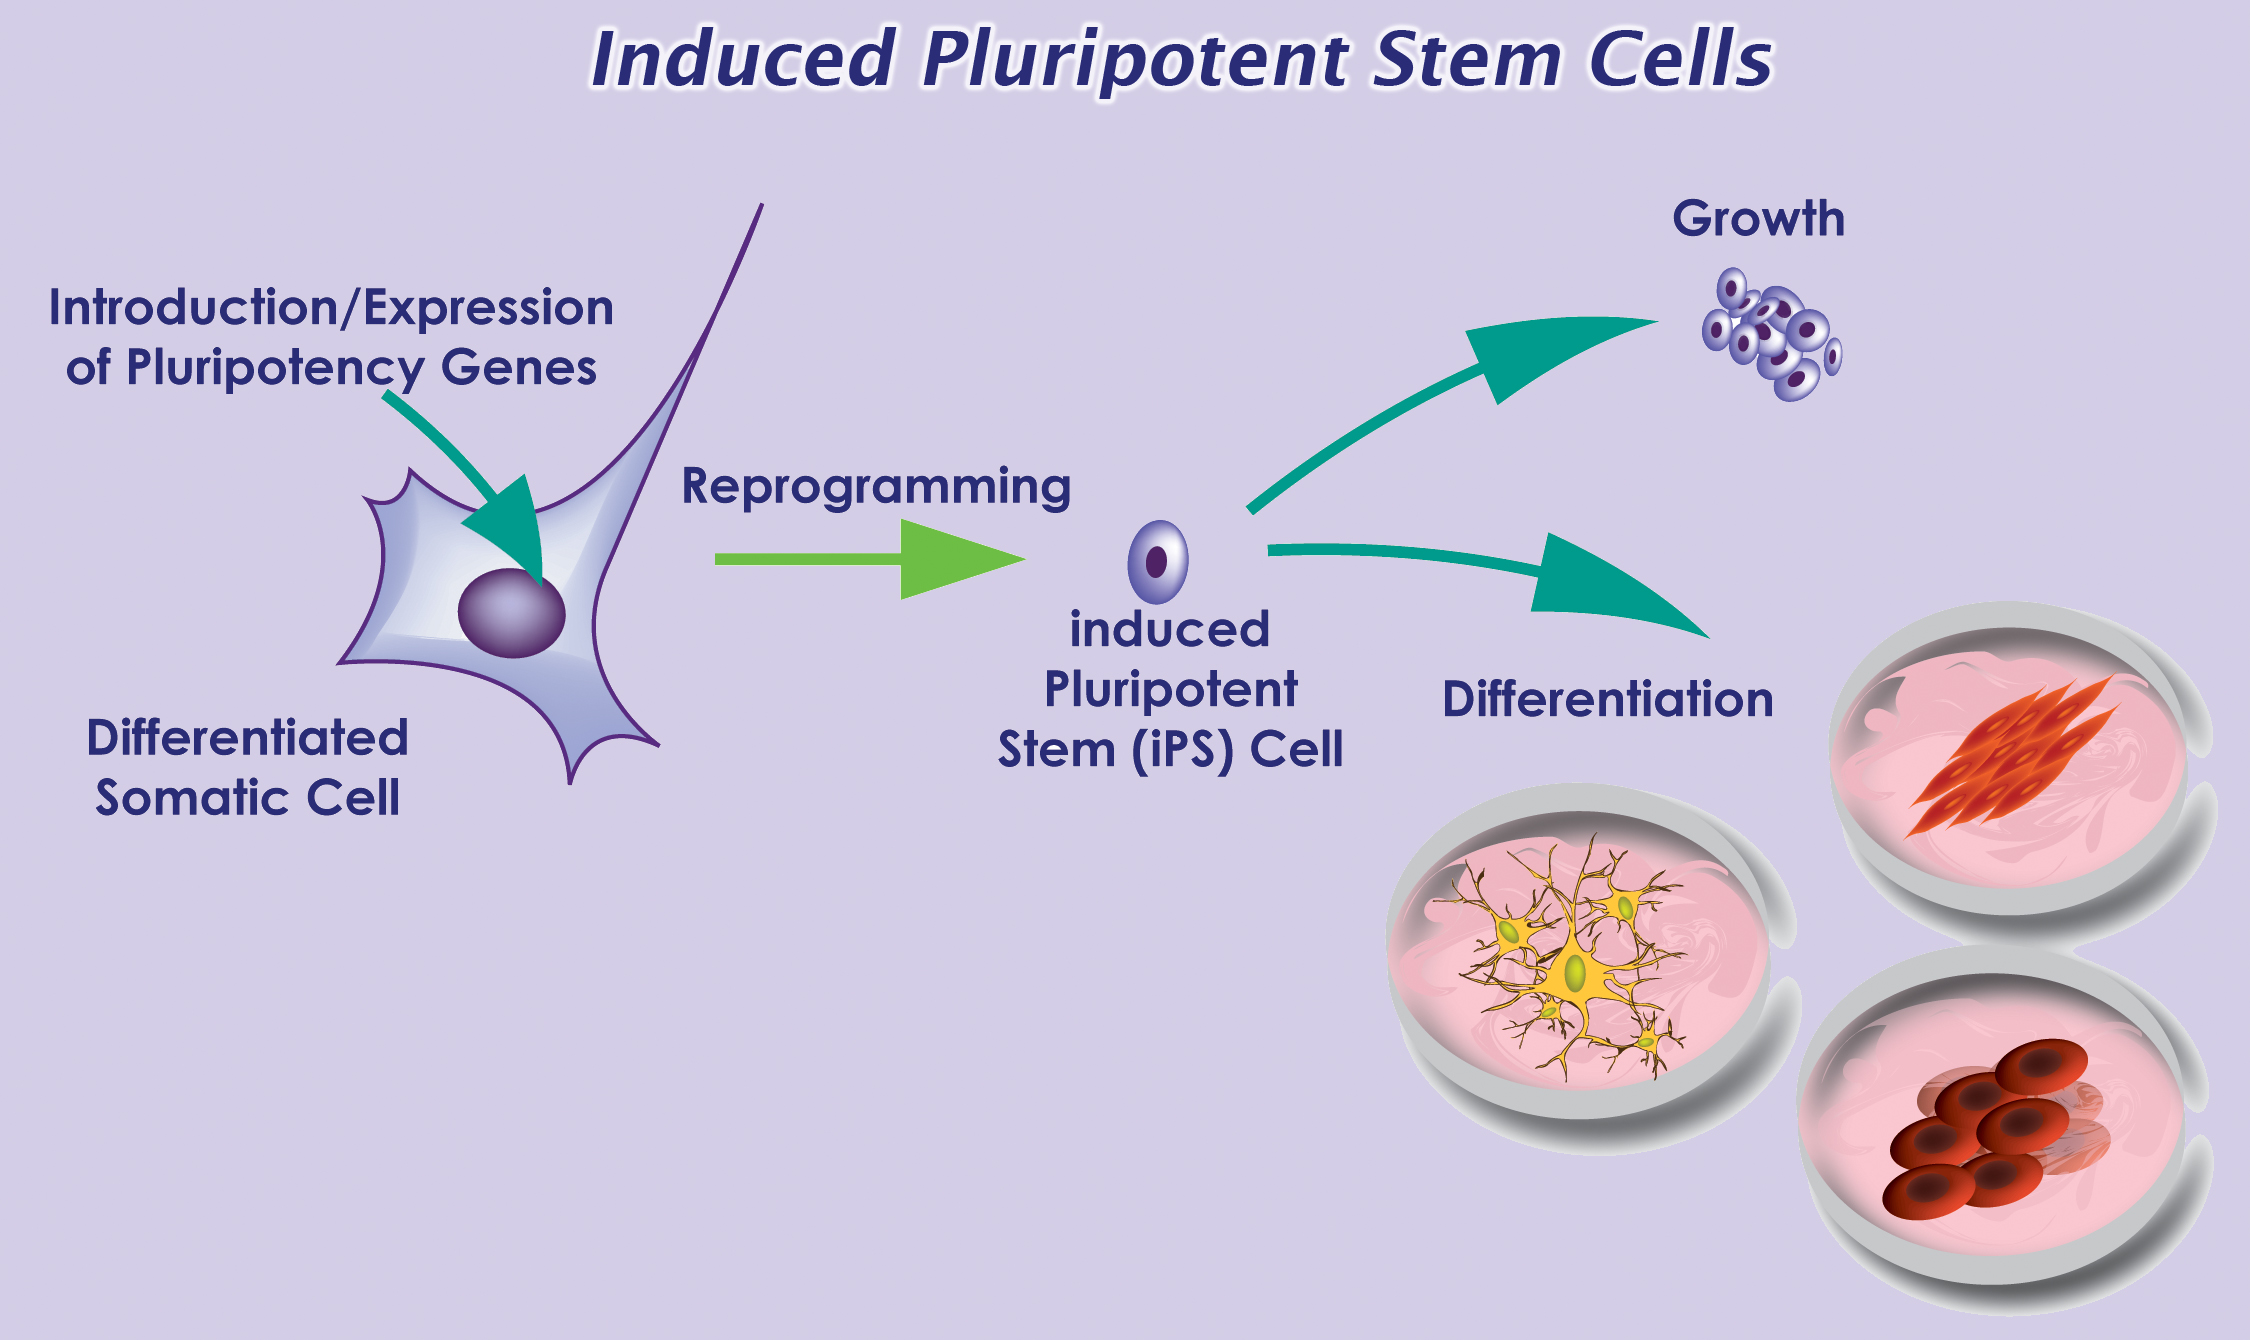 Induced Pluripotent Stem Cells
Introduction/Expression
of Pluripotency Genes
Differentiated
Somatic Cell
Reprogramming
induced
Pluripotent
Stem (iPS) Cell
Growth
Differentiation